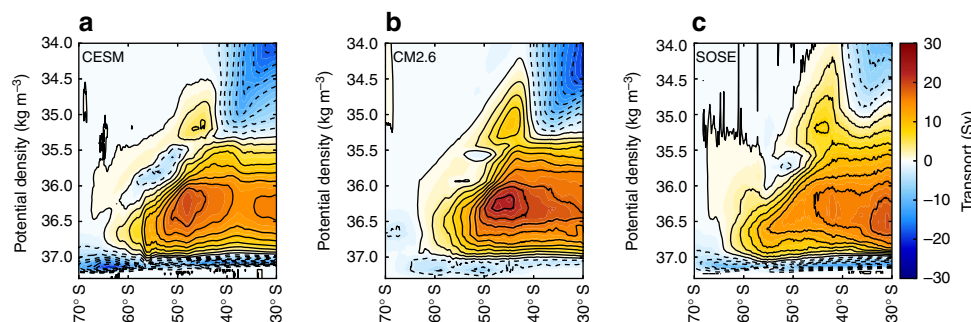 a
b
c
34.0
34.5
35.0
35.5
36.0
36.5
37.0
Potential density (kg m⁻³)
CESM
70° S
60° S
50° S
40° S
30° S
34.0
34.5
35.0
35.5
36.0
36.5
37.0
Potential density (kg m⁻³)
CM2.6
70° S
60° S
50° S
40° S
30° S
34.0
34.5
35.0
35.5
36.0
36.5
37.0
Potential density (kg m⁻³)
SOSE
70° S
60° S
50° S
40° S
30° S
30
20
10
0
−10
−20
−30
Transport (Sv)